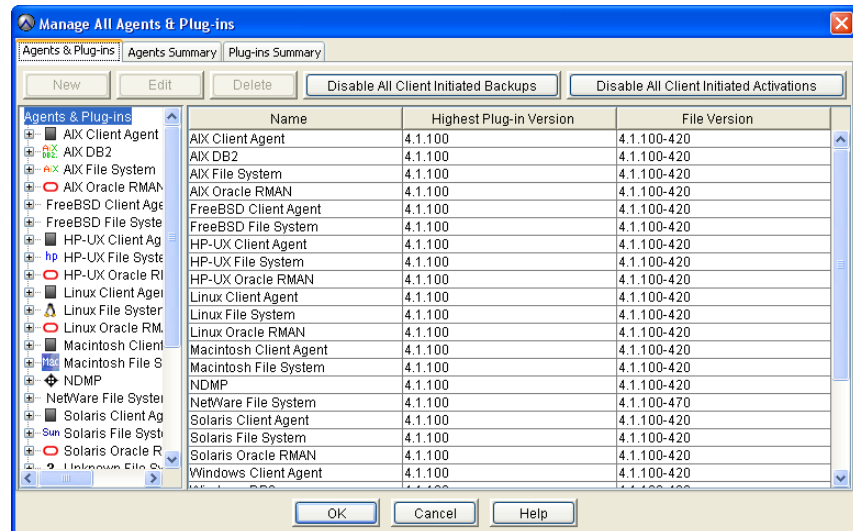 Manage All Agents & Plug-ins
Agents & Plug-ins Agents Summary Plug-ins Summary
New Edit Delete Disable All Client Initiated Backups Disable All Client Initiated Activations
Agents & Plug-ins
AIX Client Agent
AIX DB2
AIX File System
AIX Oracle RMAN
FreeBSD Client Age
FreeBSD File Syste
HP-UX Client Ag
hp HP-UX File Syste
HP-UX Oracle RI
Linux Client Agei
Linux File System
Linux Oracle RM
Macintosh Client
Mac Macintosh File S
NDMP
NetWare File System
Solaris Client Ag
Sun Solaris File Syst
Solaris Oracle R
Name Highest Plug-in Version File Version
AIX Client Agent 4.1.100 4.1.100-420
AIX DB2 4.1.100 4.1.100-420
AIX File System 4.1.100 4.1.100-420
AIX Oracle RMAN 4.1.100 4.1.100-420
FreeBSD Client Agent 4.1.100 4.1.100-420
FreeBSD File System 4.1.100 4.1.100-420
HP-UX Client Agent 4.1.100 4.1.100-420
HP-UX File System 4.1.100 4.1.100-420
HP-UX Oracle RMAN 4.1.100 4.1.100-420
Linux Client Agent 4.1.100 4.1.100-420
Linux File System 4.1.100 4.1.100-420
Linux Oracle RMAN 4.1.100 4.1.100-420
Macintosh Client Agent 4.1.100 4.1.100-420
Macintosh File System 4.1.100 4.1.100-420
NDMP 4.1.100 4.1.100-420
NetWare File System 4.1.100 4.1.100-470
Solaris Client Agent 4.1.100 4.1.100-420
Solaris File System 4.1.100 4.1.100-420
Solaris Oracle RMAN 4.1.100 4.1.100-420
Windows Client Agent 4.1.100 4.1.100-420
OK Cancel Help